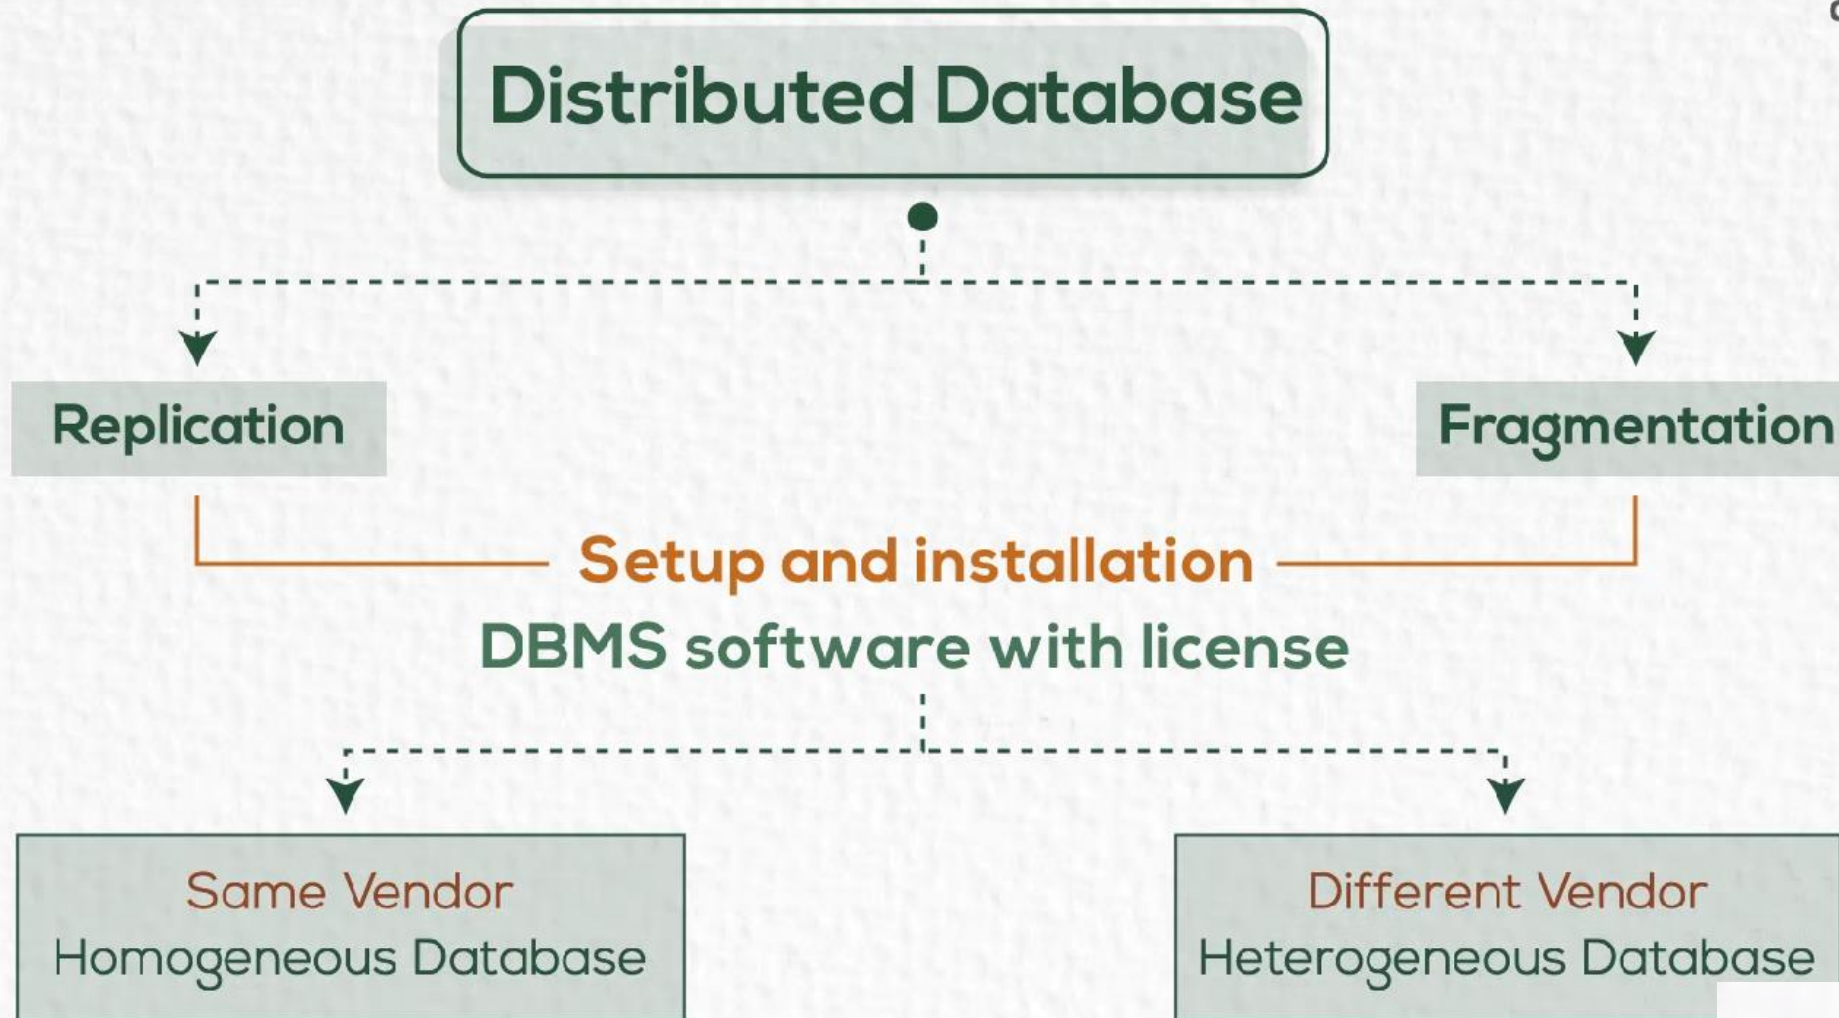 Distributed Database
Replication
Fragmentation
Setup and installation
DBMS software with license
Same Vendor
Homogeneous Database
Different Vendor
Heterogeneous Database